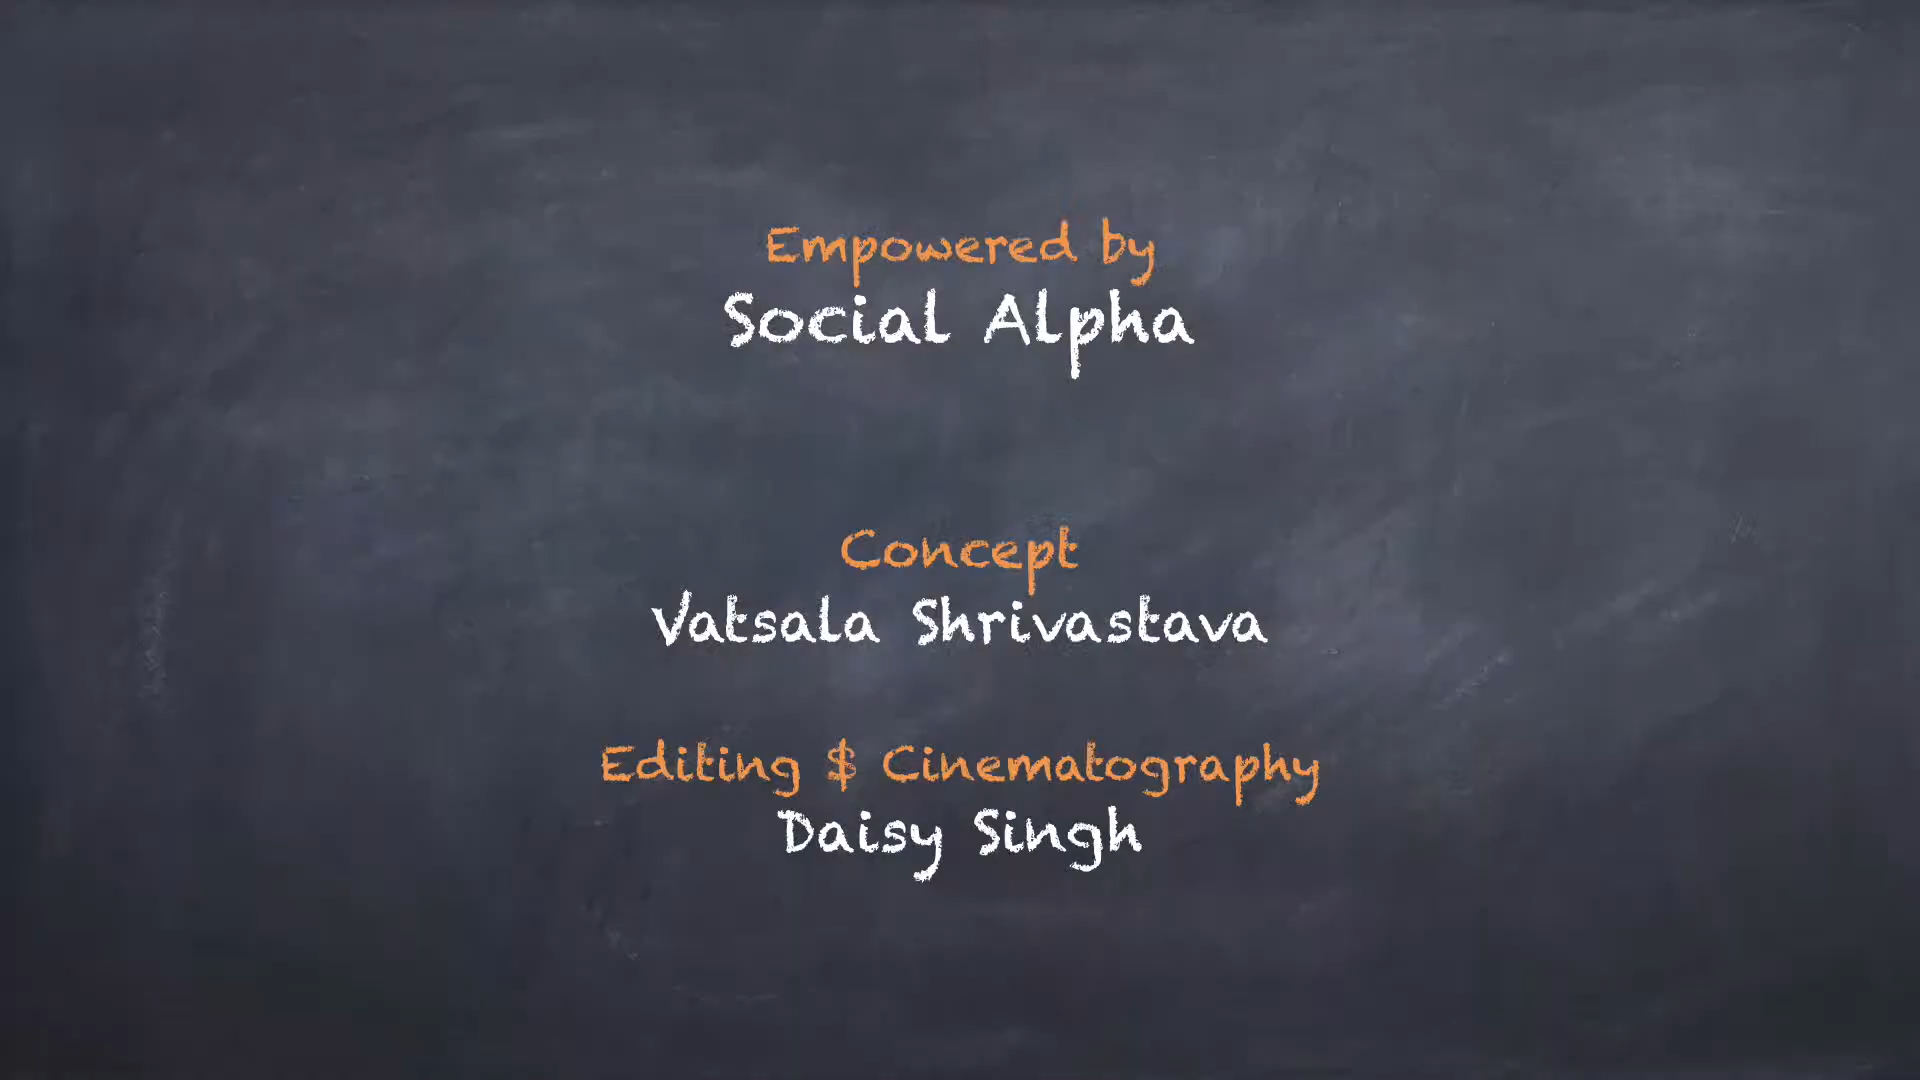 Empowered by
Social Alpha
Concept
Vatsala Shrivastava
Editing $ Cinematography
Daisy Singh